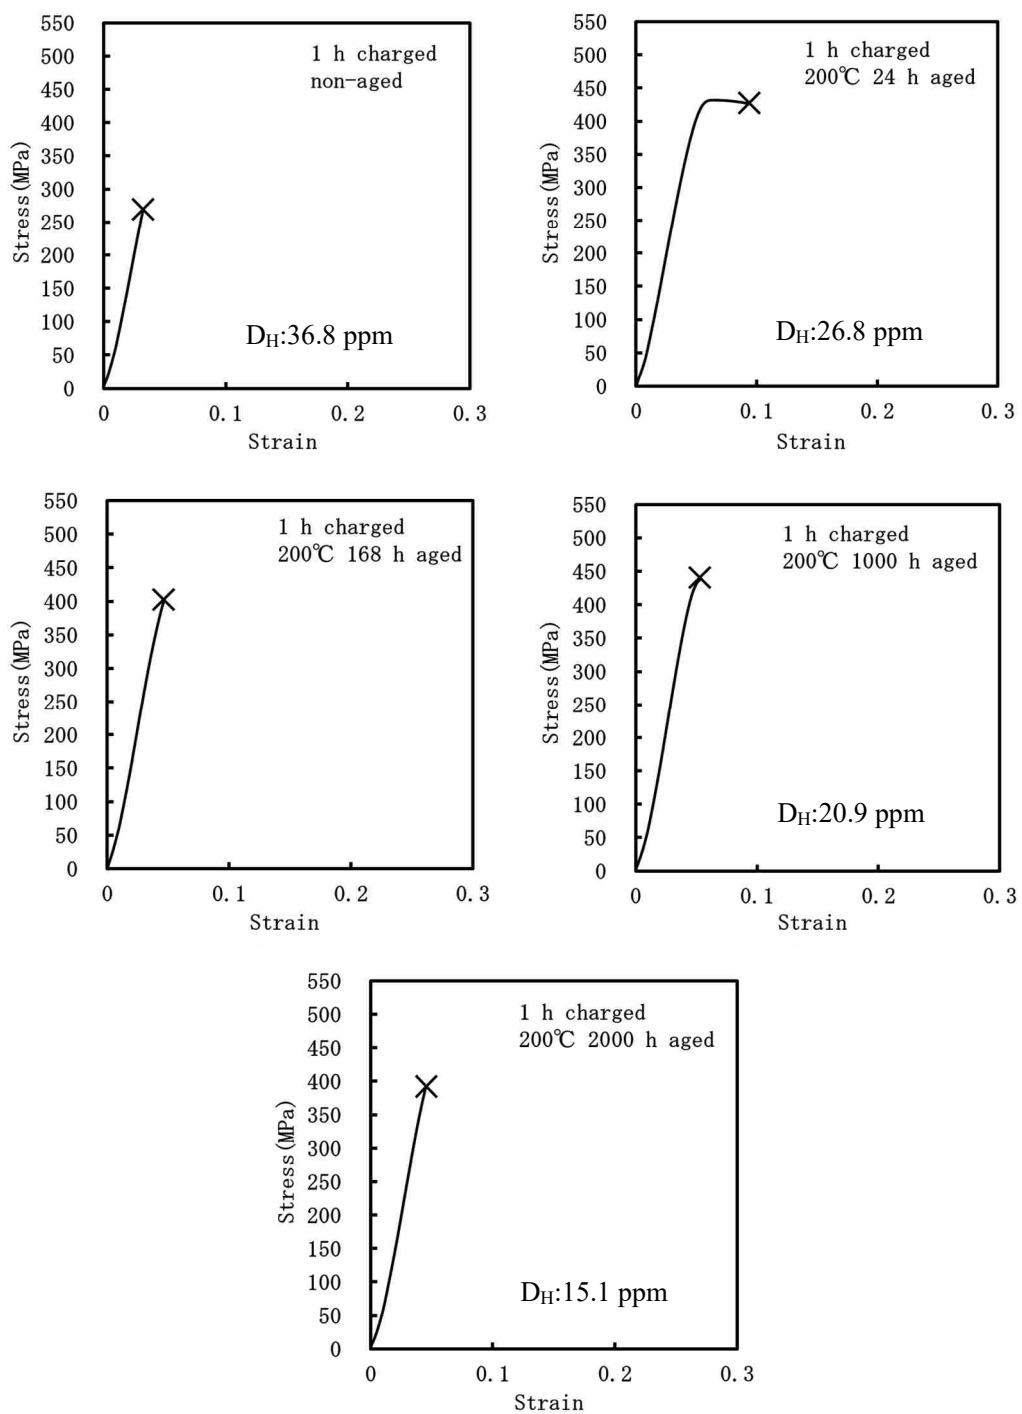 550
500
450
400
350
300
250
200
150
100
50
0
Stress(MPa)
1 h charged
non-aged
D_H:36.8 ppm
0 0.1 0.2 0.3
Strain
550
500
450
400
350
300
250
200
150
100
50
0
Stress(MPa)
1 h charged
200℃ 24 h aged
D_H:26.8 ppm
0 0.1 0.2 0.3
Strain
550
500
450
400
350
300
250
200
150
100
50
0
Stress(MPa)
1 h charged
200℃ 168 h aged
0 0.1 0.2 0.3
Strain
550
500
450
400
350
300
250
200
150
100
50
0
Stress(MPa)
1 h charged
200℃ 1000 h aged
D_H:20.9 ppm
0 0.1 0.2 0.3
Strain
550
500
450
400
350
300
250
200
150
100
50
0
Stress(MPa)
1 h charged
200℃ 2000 h aged
D_H:15.1 ppm
0 0.1 0.2 0.3
Strain